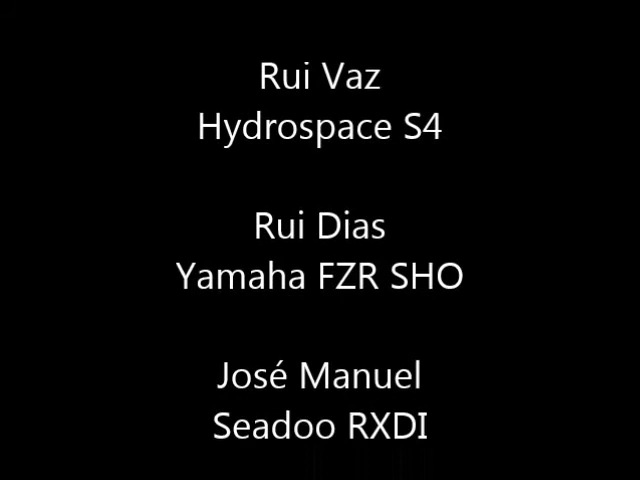 Rui Vaz
Hydrospace S4
Rui Dias
Yamaha FZR SHO
José Manuel
Seadoo RXDI